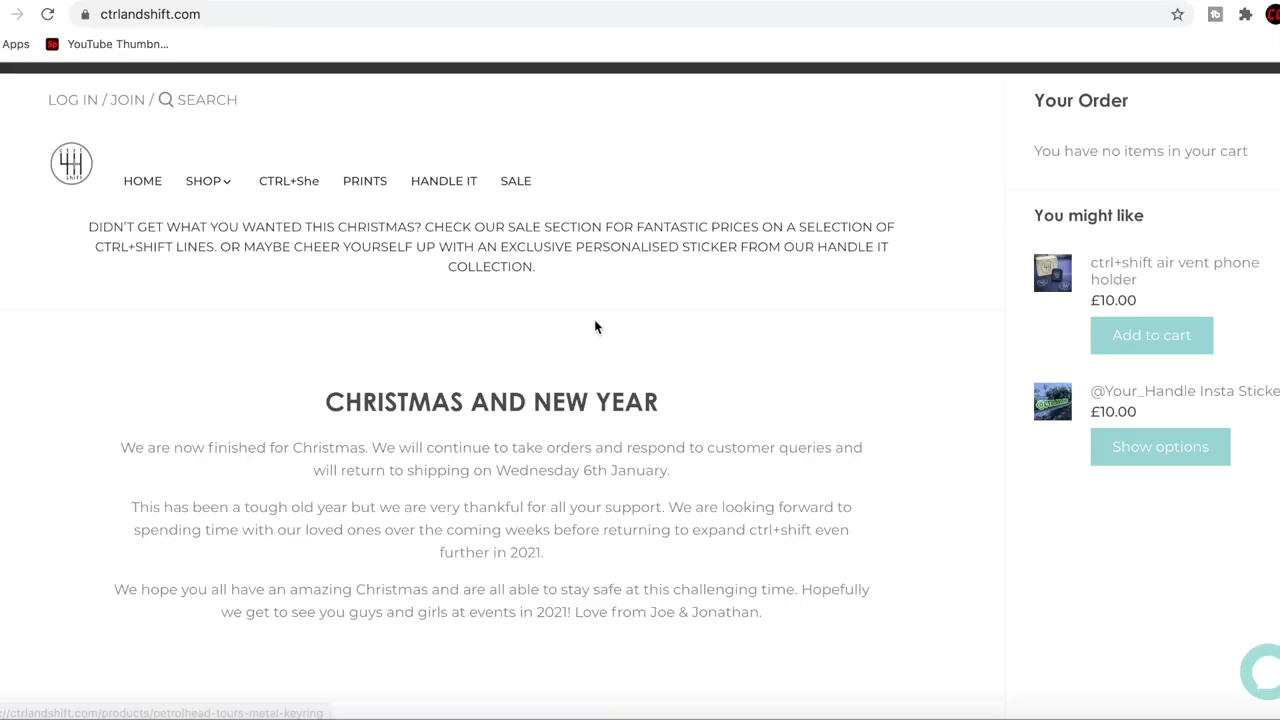 ctrlandshift.com
Apps
YouTube Thumbn...
LOG IN / JOIN / SEARCH
HOME SHOP CTRL+She PRINTS HANDLE IT SALE
DIDN'T GET WHAT YOU WANTED THIS CHRISTMAS? CHECK OUR SALE SECTION FOR FANTASTIC PRICES ON A SELECTION OF
CTRL+SHIFT LINES. OR MAYBE CHEER YOURSELF UP WITH AN EXCLUSIVE PERSONALISED STICKER FROM OUR HANDLE IT
COLLECTION.
CHRISTMAS AND NEW YEAR
We are now finished for Christmas. We will continue to take orders and respond to customer queries and
will return to shipping on Wednesday 6th January.
This has been a tough old year but we are very thankful for all your support. We are looking forward to
spending time with our loved ones over the coming weeks before returning to expand ctrl+shift even
further in 2021.
We hope you all have an amazing Christmas and are all able to stay safe at this challenging time. Hopefully
we get to see you guys and girls at events in 2021! Love from Joe & Jonathan.
Your Order
You have no items in your cart
You might like
ctrl+shift air vent phone
holder
£10.00
Add to cart
@Your_Handle Insta Sticke
£10.00
Show options
://ctrlandshift.com/products/petrolhead-tours-metal-keyring